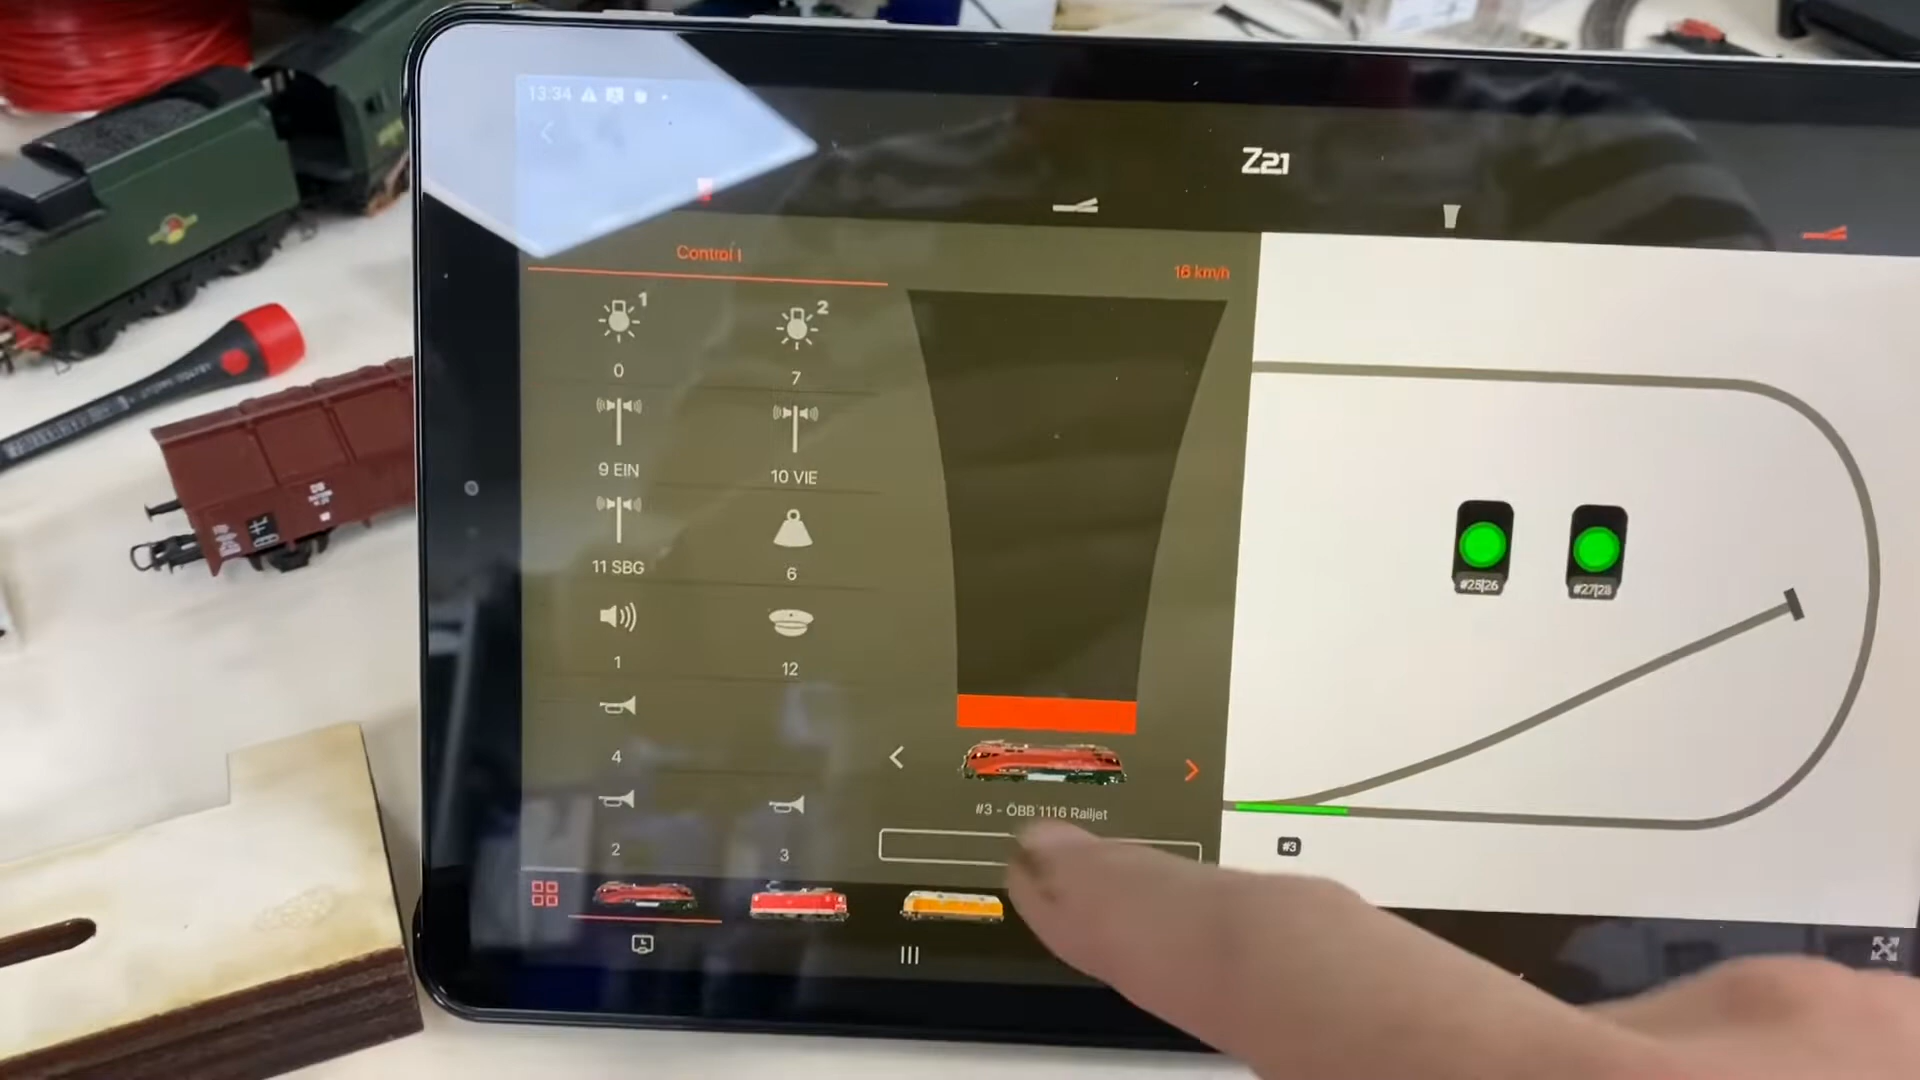 13:34
Z21
Control 1
16 km/h
1
2
0
7
9 EIN
10 VIE
11 SBG
6
1
12
4
2
3
#3 - ÖBB 1116 Railjet
#25|26
#27|28
#3